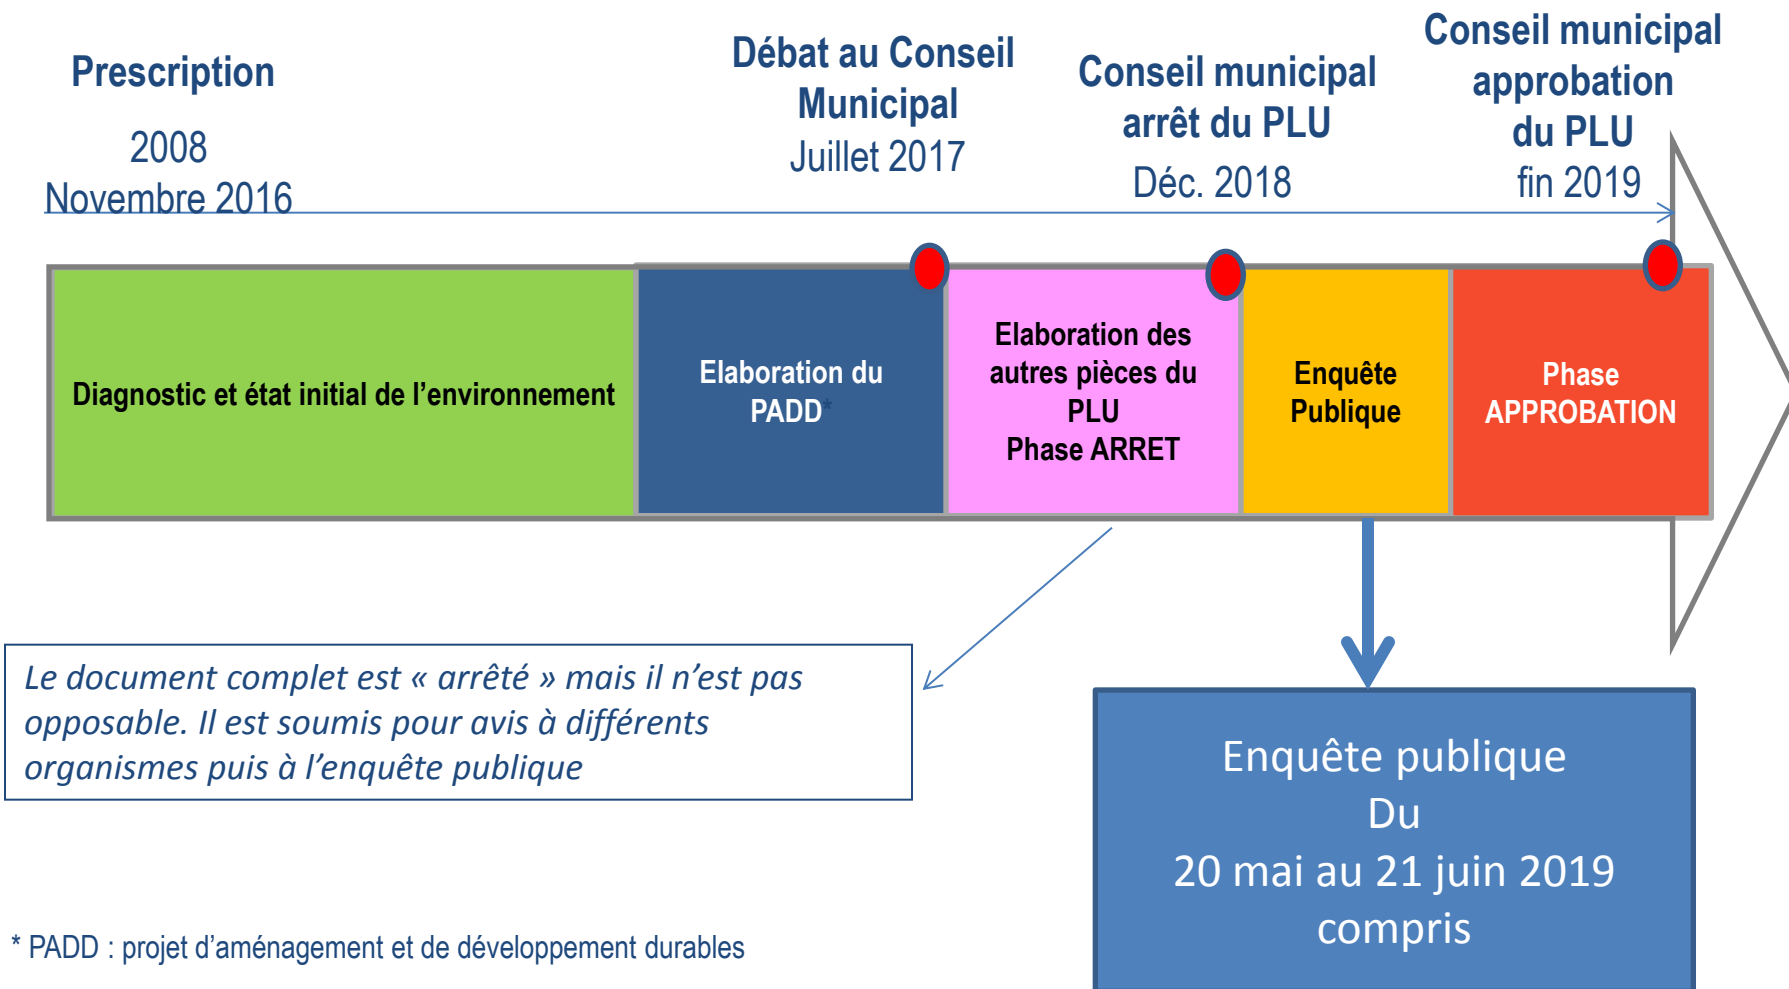 Prescription
2008
Novembre 2016
Débat au Conseil
Municipal
Juillet 2017
Conseil municipal
arrêt du PLU
Déc. 2018
Conseil municipal
approbation
du PLU
fin 2019
Diagnostic et état initial de l’environnement
Elaboration du
PADD*
Elaboration des
autres pièces du
PLU
Phase ARRET
Enquête
Publique
Phase
APPROBATION
Le document complet est « arrêté » mais il n’est pas
opposable. Il est soumis pour avis à différents
organismes puis à l’enquête publique
Enquête publique
Du
20 mai au 21 juin 2019
compris
* PADD : projet d’aménagement et de développement durables